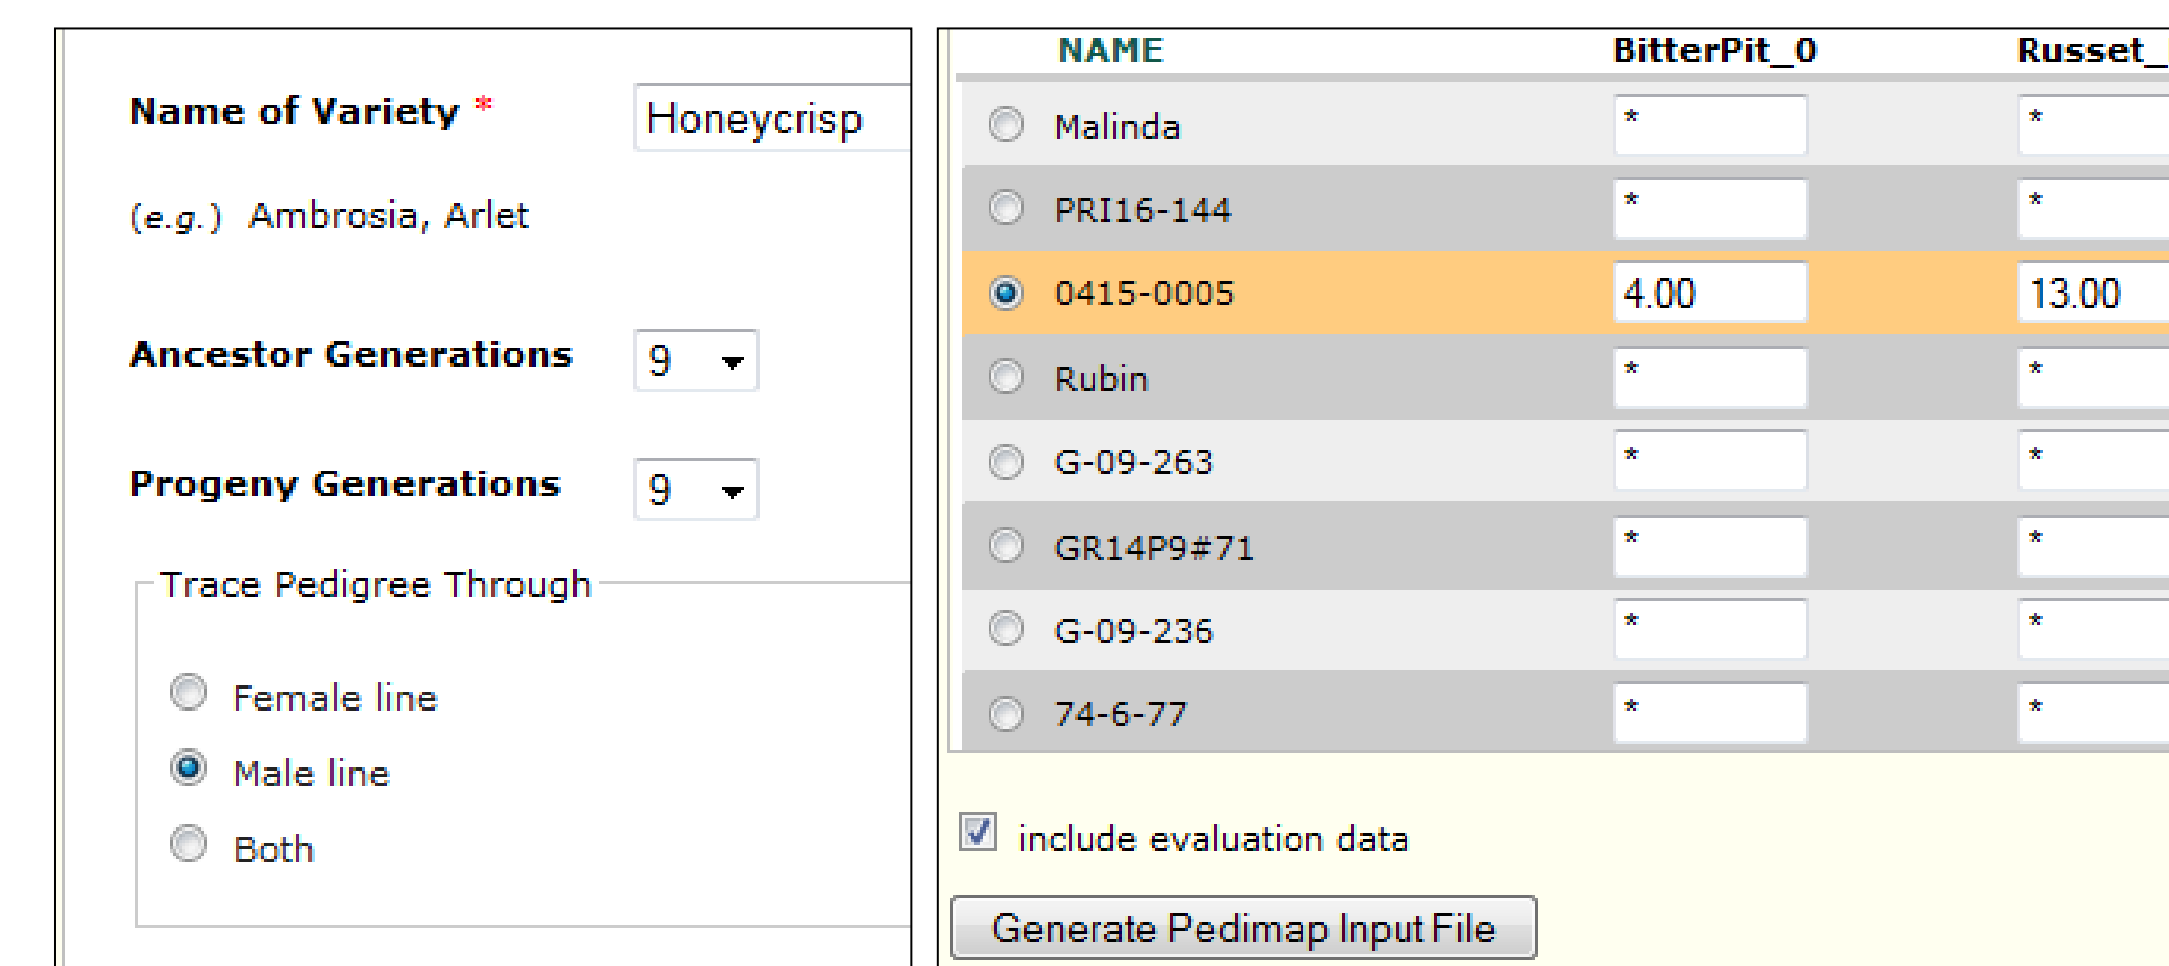 Name of Variety *
Honeycrisp
(e.g.) Ambrosia, Arlet
Ancestor Generations
9
Progeny Generations
9
Trace Pedigree Through
Female line
Male line
Both
NAME BitterPit_0 Russet_
Malinda * *
PRI16-144 * *
0415-0005 4.00 13.00
Rubin * *
G-09-263 * *
GR14P9#71 * *
G-09-236 * *
74-6-77 * *
include evaluation data
Generate Pedimap Input File